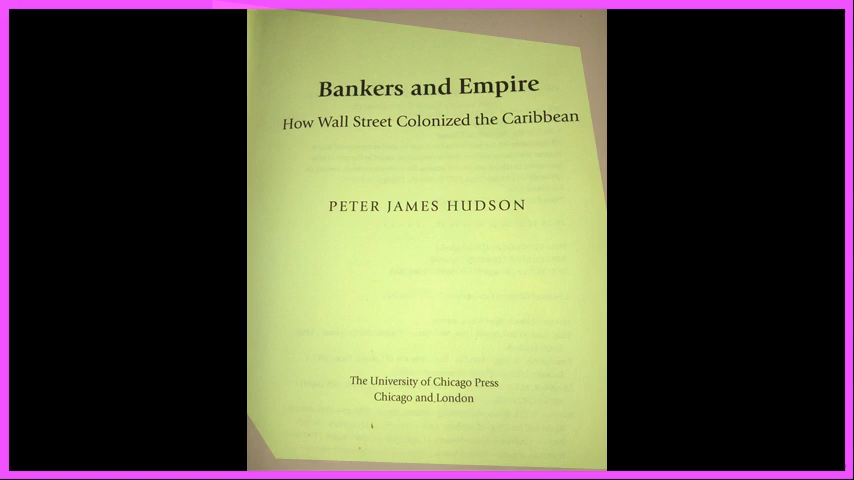 Bankers and Empire
How Wall Street Colonized the Caribbean
PETER JAMES HUDSON
The University of Chicago Press
Chicago and London